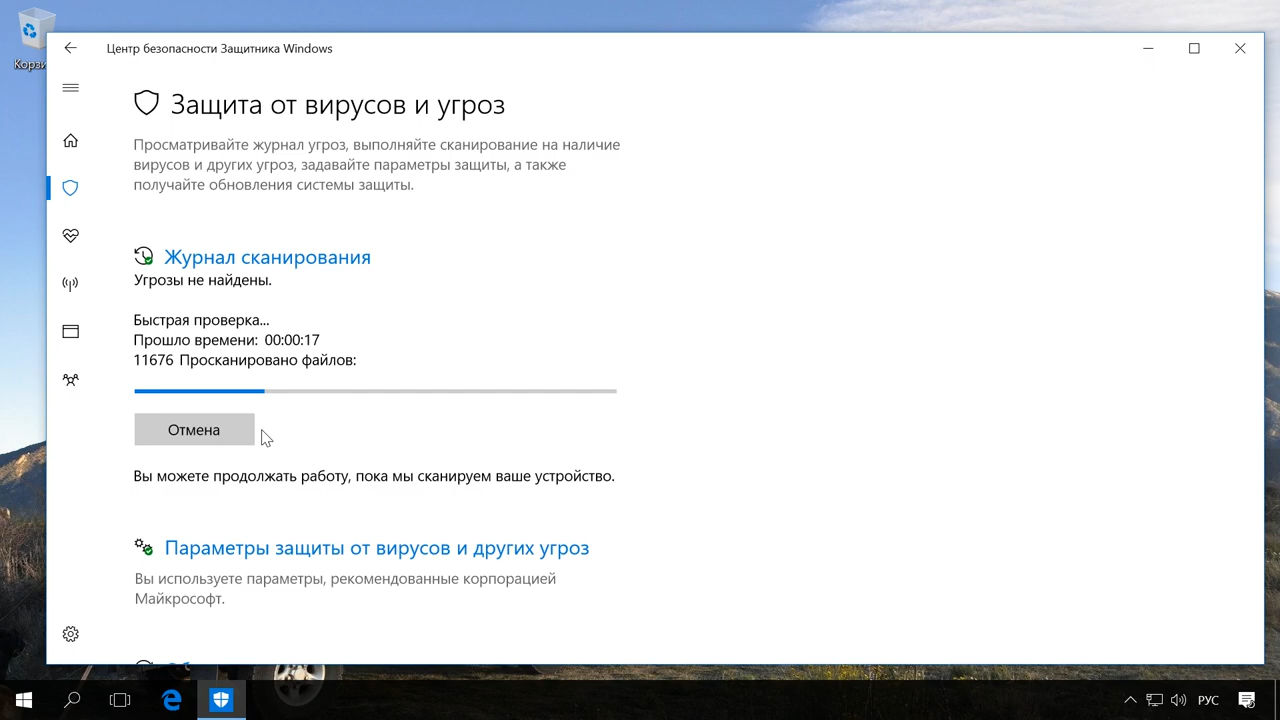 Центр безопасности Защитника Windows
Защита от вирусов и угроз
Просматривайте журнал угроз, выполняйте сканирование на наличие
вирусов и других угроз, задавайте параметры защиты, а также
получайте обновления системы защиты.
Журнал сканирования
Угрозы не найдены.
Быстрая проверка...
Прошло времени: 00:00:17
11676 Просканировано файлов:
Отмена
Вы можете продолжать работу, пока мы сканируем ваше устройство.
Параметры защиты от вирусов и других угроз
Вы используете параметры, рекомендованные корпорацией
Майкрософт.
РУС